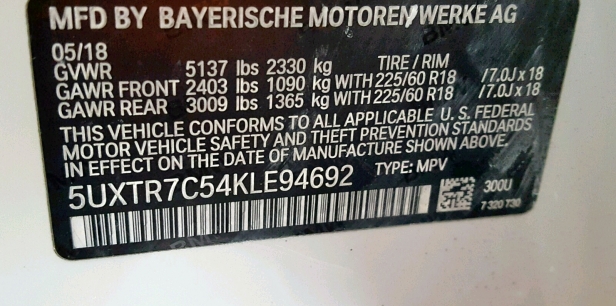 MFD BY BAYERISCHE MOTOREN WERKE AG
05/18
GVWR 5137 lbs 2330 kg TIRE / RIM
GAWR FRONT 2403 lbs 1090 kg WITH 225/60 R18 /7.0J x 18
GAWR REAR 3009 lbs 1365 kg WITH 225/60 R18 /7.0J x 18
THIS VEHICLE CONFORMS TO ALL APPLICABLE U. S. FEDERAL
MOTOR VEHICLE SAFETY AND THEFT PREVENTION STANDARDS
IN EFFECT ON THE DATE OF MANUFACTURE SHOWN ABOVE.
5UXTR7C54KLE94692 TYPE: MPV
300U
7 320 730